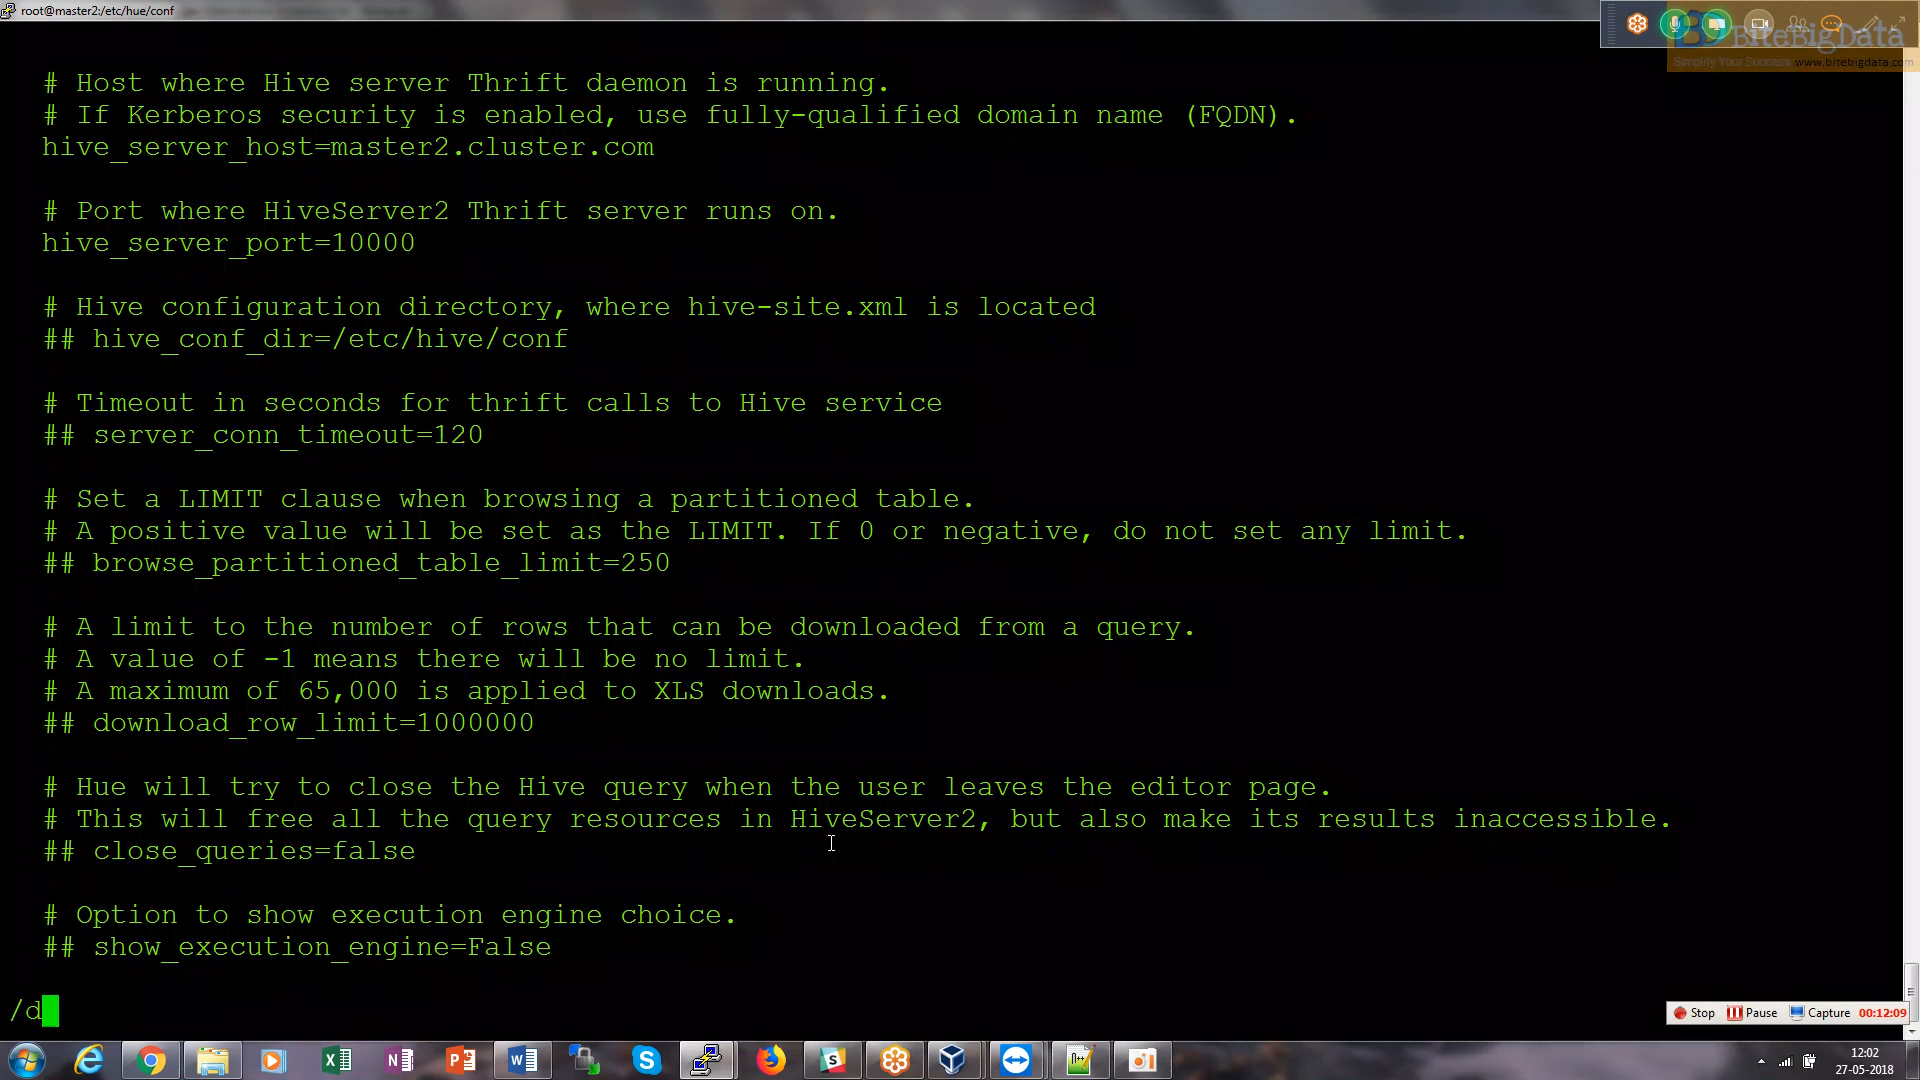 root@master2:/etc/hue/conf
BiteBigData
Simplify Your Success www.bitebigdata.com
# Host where Hive server Thrift daemon is running.
# If Kerberos security is enabled, use fully-qualified domain name (FQDN).
hive_server_host=master2.cluster.com
# Port where HiveServer2 Thrift server runs on.
hive_server_port=10000
# Hive configuration directory, where hive-site.xml is located
## hive_conf_dir=/etc/hive/conf
# Timeout in seconds for thrift calls to Hive service
## server_conn_timeout=120
# Set a LIMIT clause when browsing a partitioned table.
# A positive value will be set as the LIMIT. If 0 or negative, do not set any limit.
## browse_partitioned_table_limit=250
# A limit to the number of rows that can be downloaded from a query.
# A value of -1 means there will be no limit.
# A maximum of 65,000 is applied to XLS downloads.
## download_row_limit=1000000
# Hue will try to close the Hive query when the user leaves the editor page.
# This will free all the query resources in HiveServer2, but also make its results inaccessible.
## close_queries=false
# Option to show execution engine choice.
## show_execution_engine=False
/d
Stop Pause Capture 00:12:09
12:02
27-05-2018